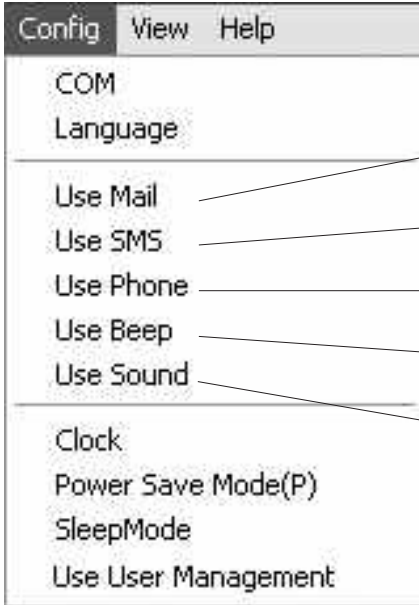 Config View Help
COM
Language
Use Mail
Use SMS
Use Phone
Use Beep
Use Sound
Clock
Power Save Mode(P)
SleepMode
Use User Management